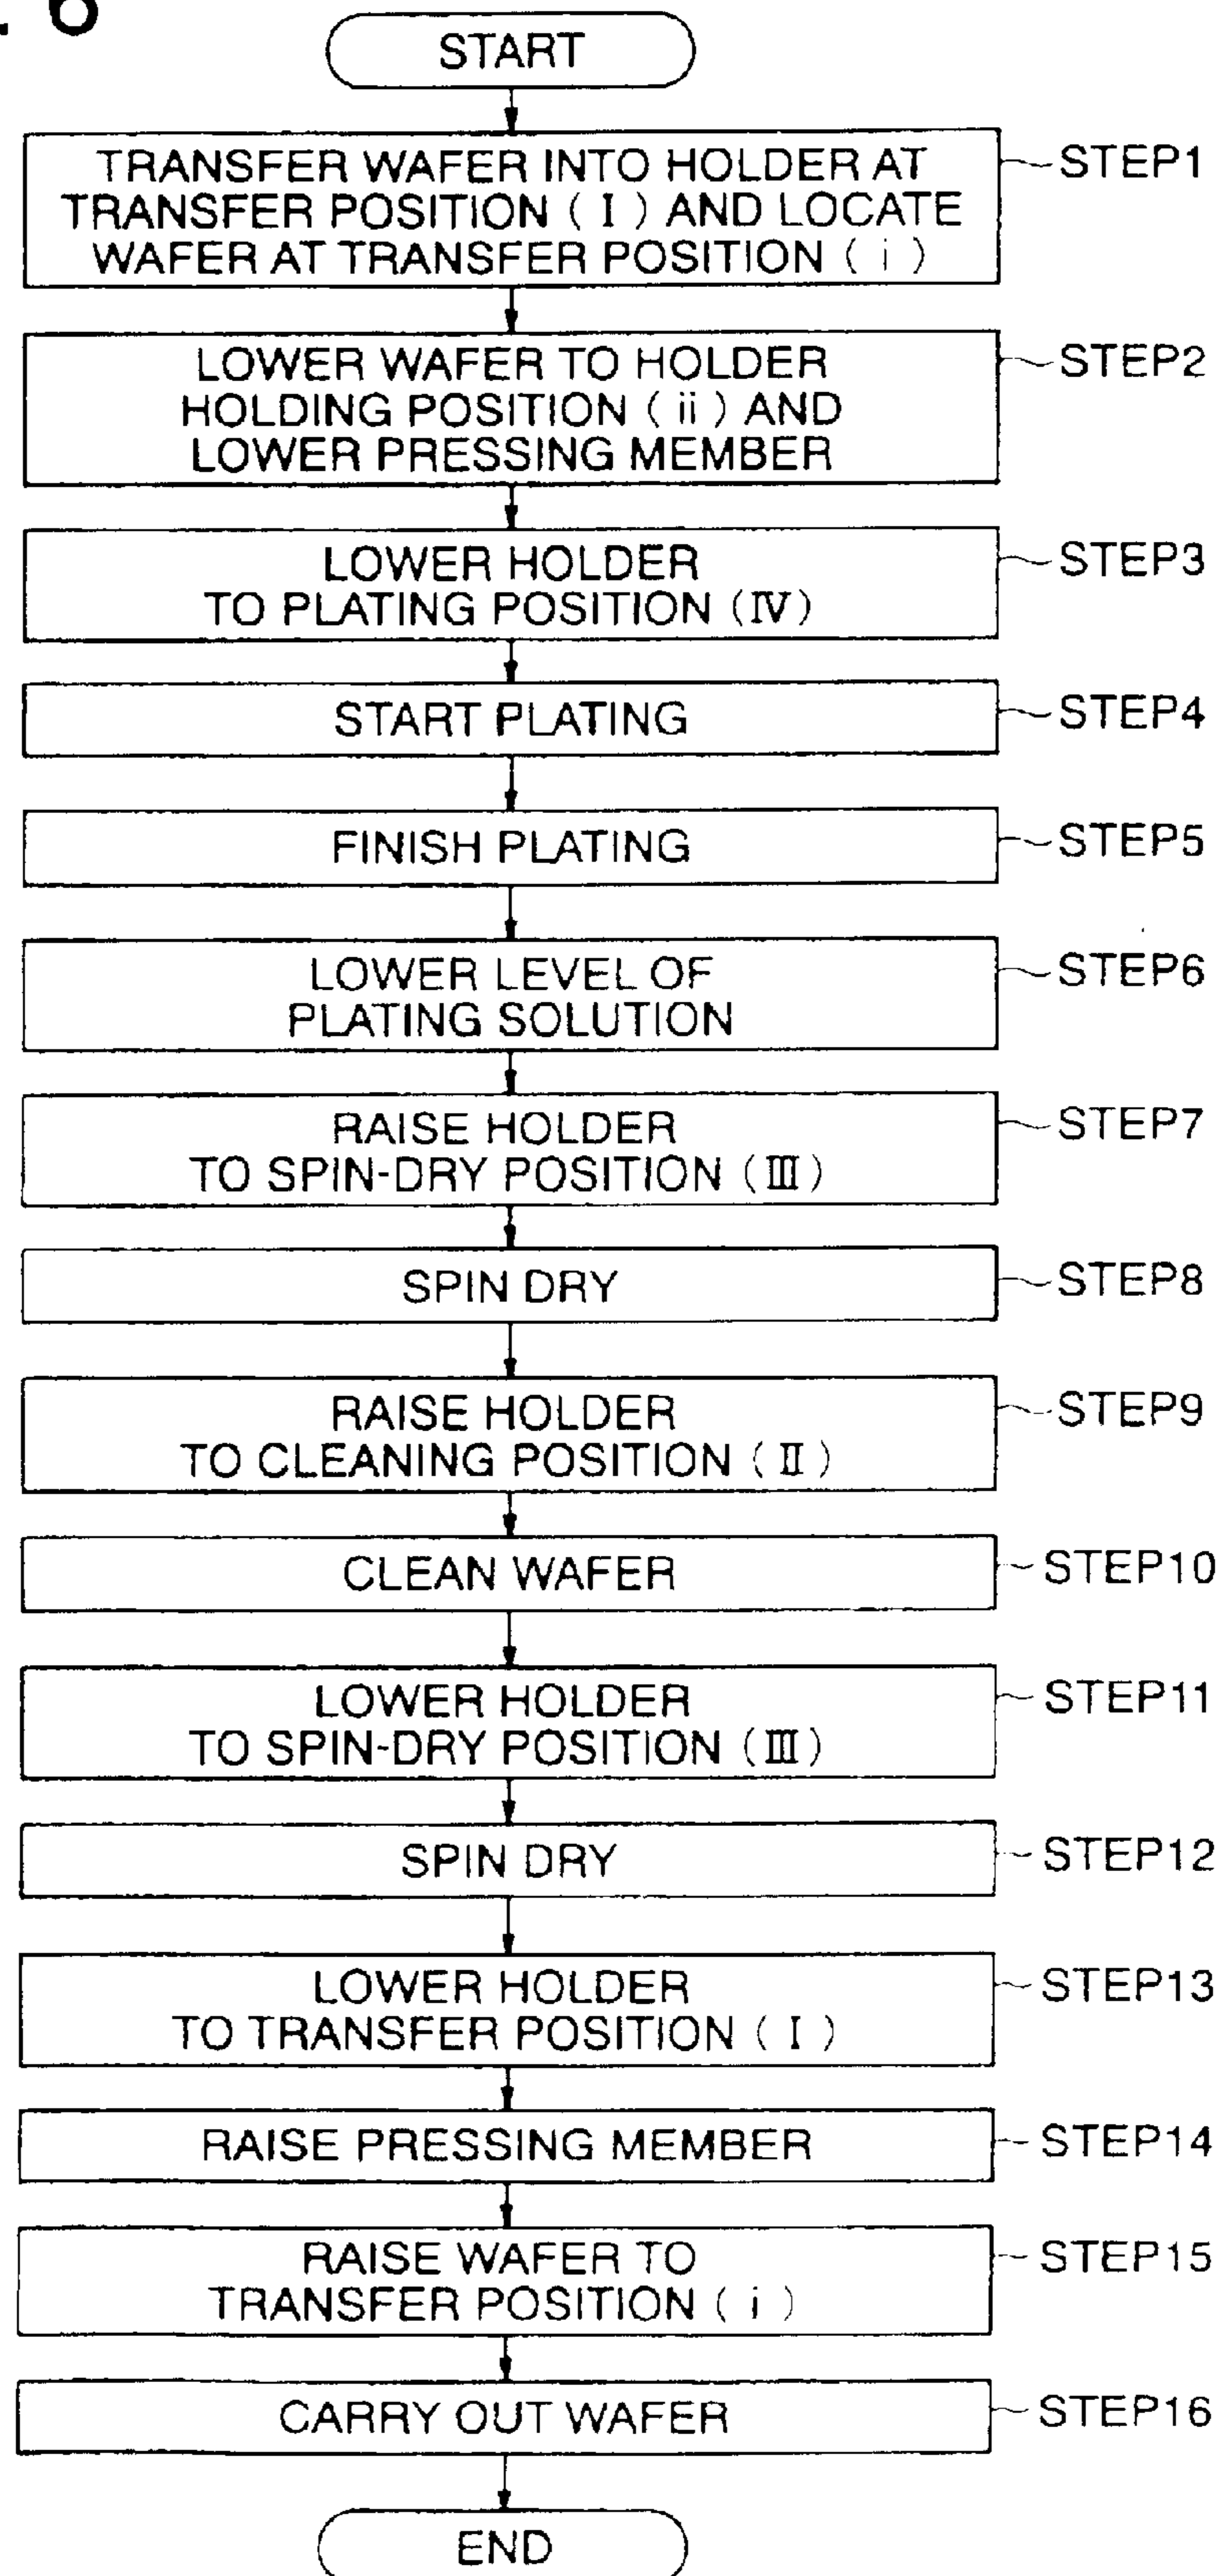 . 6
START
TRANSFER WAFER INTO HOLDER AT
TRANSFER POSITION ( I ) AND LOCATE
WAFER AT TRANSFER POSITION ( i )
STEP1
LOWER WAFER TO HOLDER
HOLDING POSITION ( ii ) AND
LOWER PRESSING MEMBER
STEP2
LOWER HOLDER
TO PLATING POSITION (IV)
STEP3
START PLATING
STEP4
FINISH PLATING
STEP5
LOWER LEVEL OF
PLATING SOLUTION
STEP6
RAISE HOLDER
TO SPIN-DRY POSITION (III)
STEP7
SPIN DRY
STEP8
RAISE HOLDER
TO CLEANING POSITION ( II )
STEP9
CLEAN WAFER
STEP10
LOWER HOLDER
TO SPIN-DRY POSITION (III)
STEP11
SPIN DRY
STEP12
LOWER HOLDER
TO TRANSFER POSITION ( I )
STEP13
RAISE PRESSING MEMBER
STEP14
RAISE WAFER TO
TRANSFER POSITION ( i )
STEP15
CARRY OUT WAFER
STEP16
END